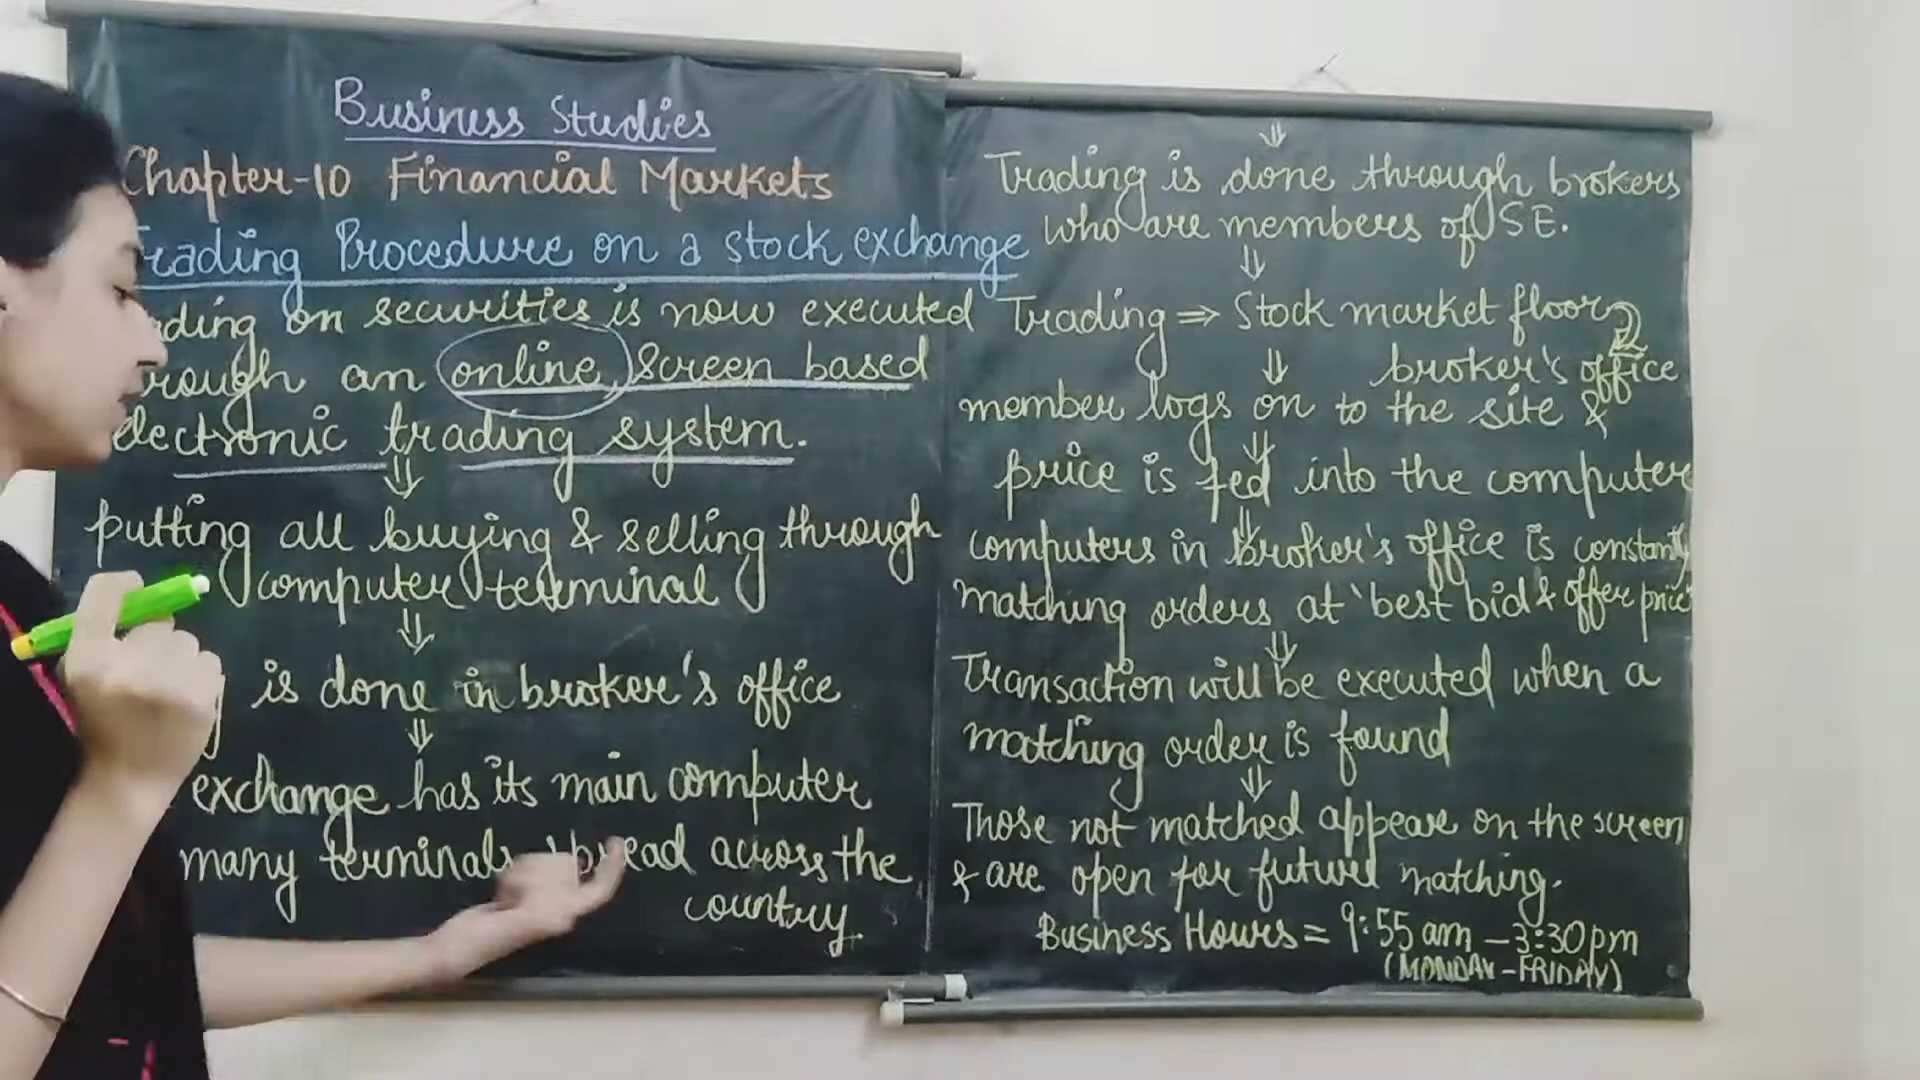 Business Studies
Chapter-10 Financial Markets
Trading Procedure on a stock exchange
ading on securities is now executed
rough an online screen based
electronic trading system.
⇓
putting all buying & selling through
computer terminal
⇓
is done in broker's office
⇓
exchange has its main computer
many terminals spread across the
country.
⇓
Trading is done through brokers
who are members of SE.
⇓
Trading ⇒ Stock market floor
⇓ broker's office
member logs on to the site &
⇓
price is fed into the computer
⇓
computers in broker's office is constantly
matching orders at 'best bid & offer price'
⇓
Transaction will be executed when a
matching order is found
⇓
Those not matched appear on the screen
& are open for future matching.
Business Hours = 9:55 am – 3:30 pm
(MONDAY-FRIDAY)